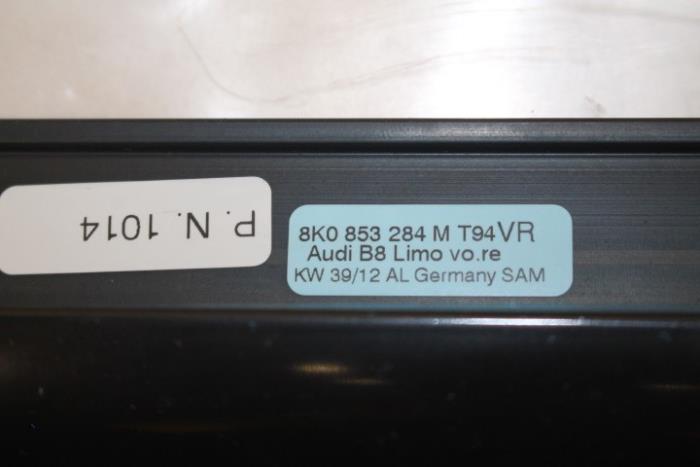 P. N. 1014
8K0 853 284 M T94VR
Audi B8 Limo vo.re
KW 39/12 AL Germany SAM